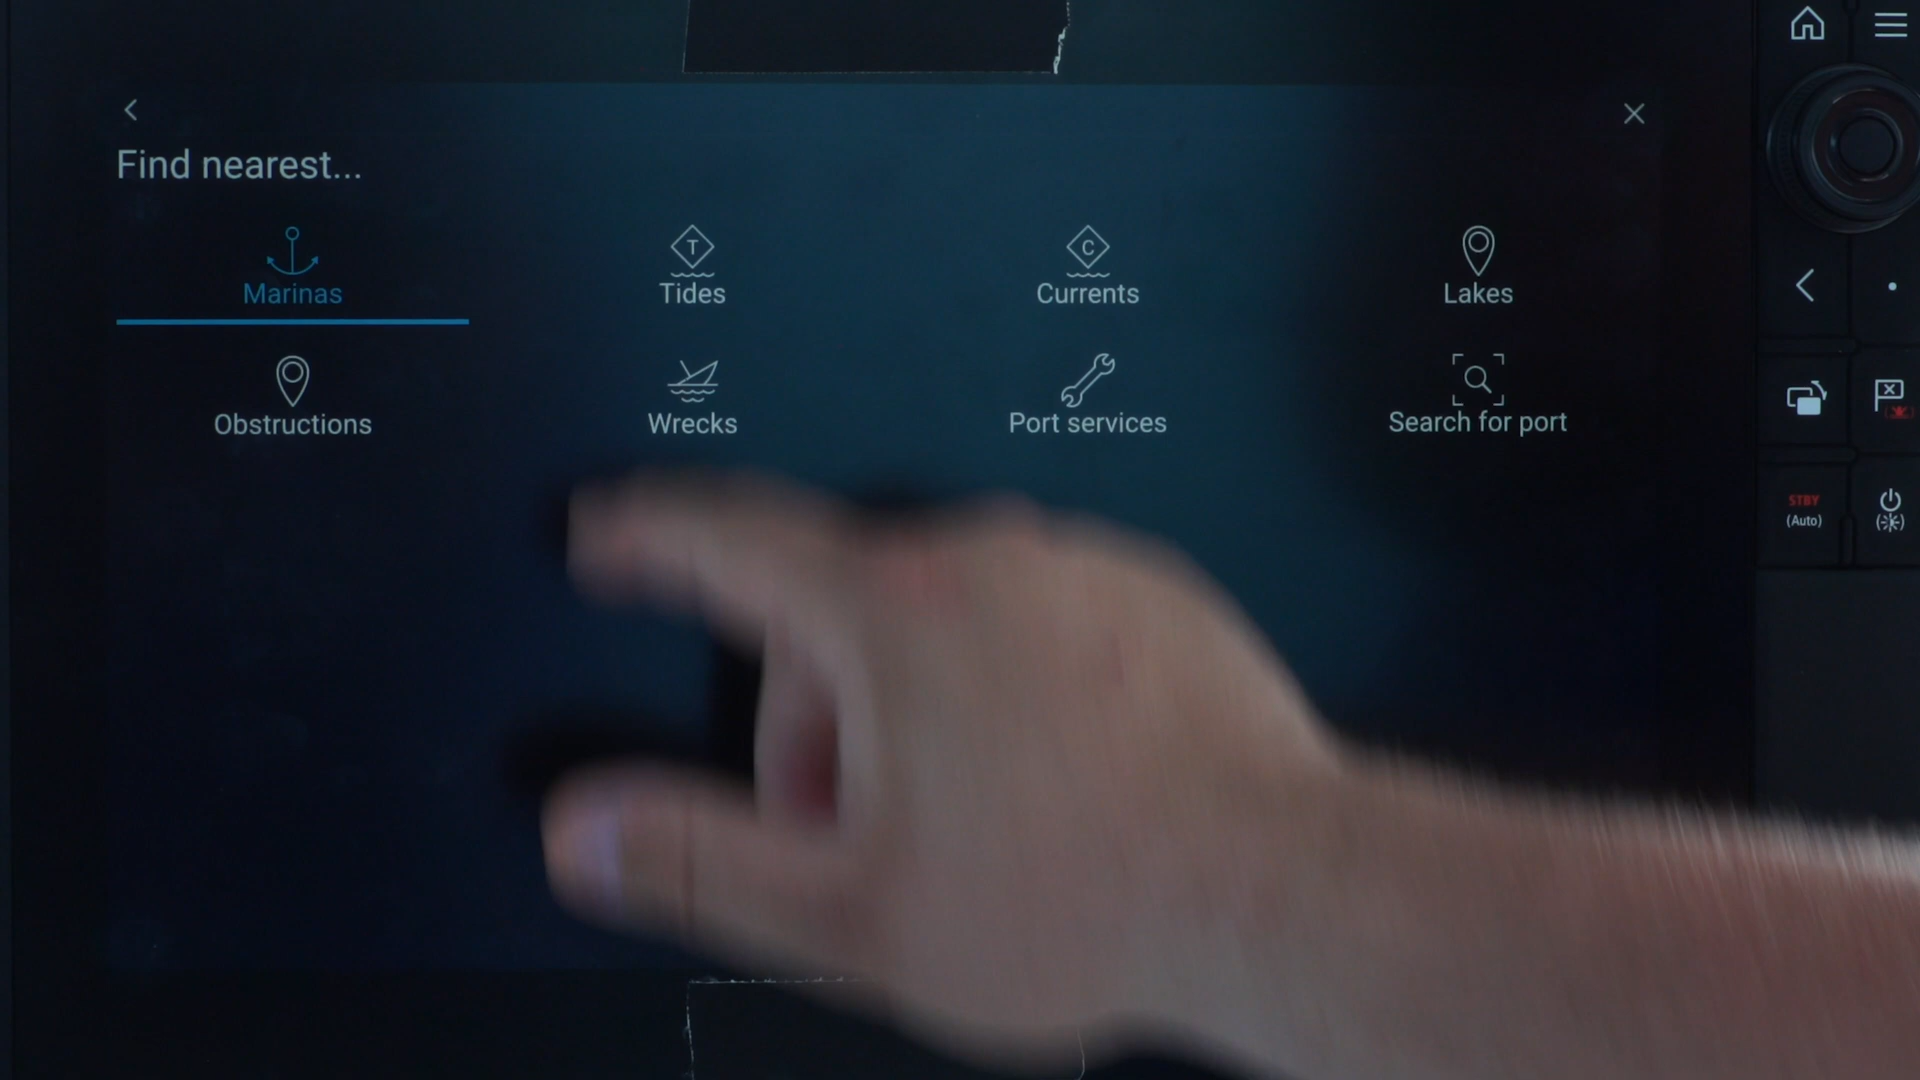 Find nearest...
Marinas
T
Tides
C
Currents
Lakes
Obstructions
Wrecks
Port services
Search for port
STBY
(Auto)